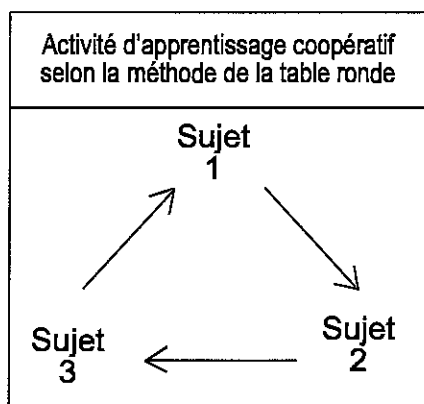 Activité d'apprentissage coopératif
selon la méthode de la table ronde
Sujet
1
Sujet
2
Sujet
3